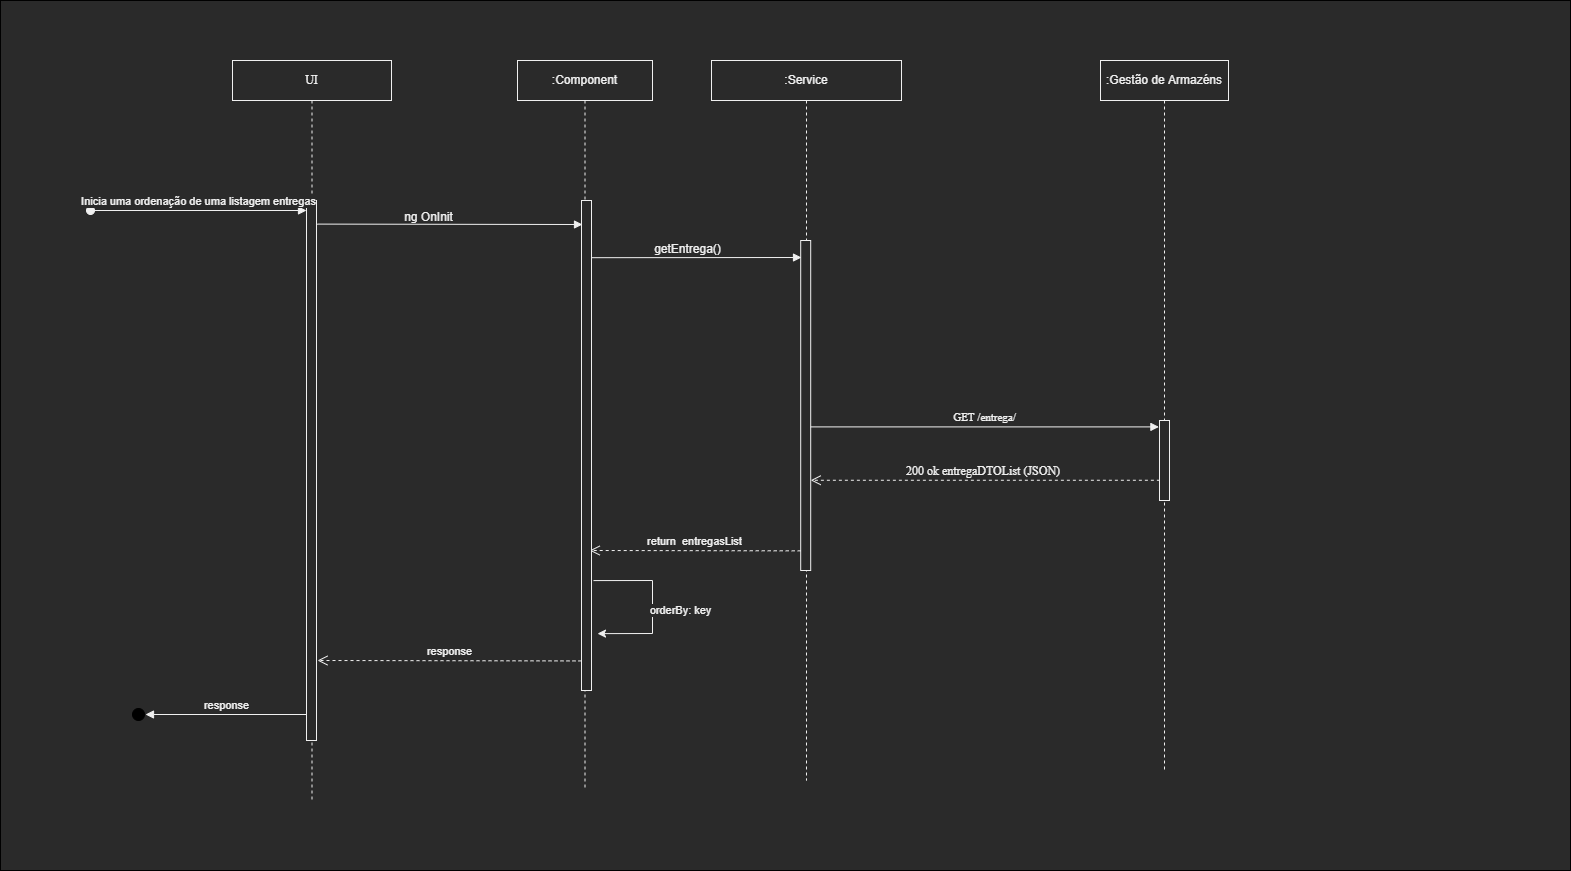 UI
:Component
:Service
:Gestão de Armazéns
Inicia uma ordenação de uma listagem entregas
ng OnInit
getEntrega()
GET /entrega/
200 ok entregaDTOList (JSON)
return entregasList
orderBy: key
response
response